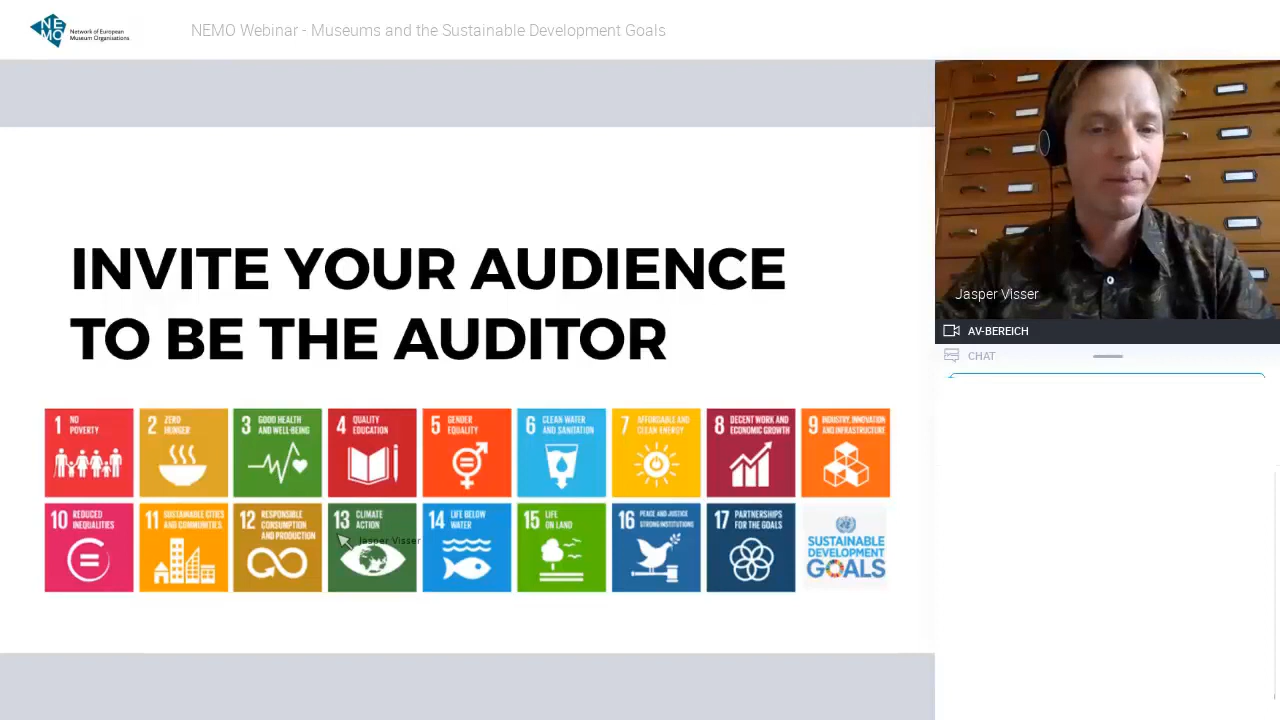 NE
MO
Network of European
Museum Organisations
NEMO Webinar - Museums and the Sustainable Development Goals
INVITE YOUR AUDIENCE
TO BE THE AUDITOR
1 NO
POVERTY
2 ZERO
HUNGER
3 GOOD HEALTH
AND WELL-BEING
4 QUALITY
EDUCATION
5 GENDER
EQUALITY
6 CLEAN WATER
AND SANITATION
7 AFFORDABLE AND
CLEAN ENERGY
8 DECENT WORK AND
ECONOMIC GROWTH
9 INDUSTRY, INNOVATION
AND INFRASTRUCTURE
10 REDUCED
INEQUALITIES
11 SUSTAINABLE CITIES
AND COMMUNITIES
12 RESPONSIBLE
CONSUMPTION
AND PRODUCTION
13 CLIMATE
ACTION
Jasper Visser
14 LIFE BELOW
WATER
15 LIFE
ON LAND
16 PEACE AND JUSTICE
STRONG INSTITUTIONS
17 PARTNERSHIPS
FOR THE GOALS
SUSTAINABLE
DEVELOPMENT
GOALS
Jasper Visser
AV-BEREICH
CHAT